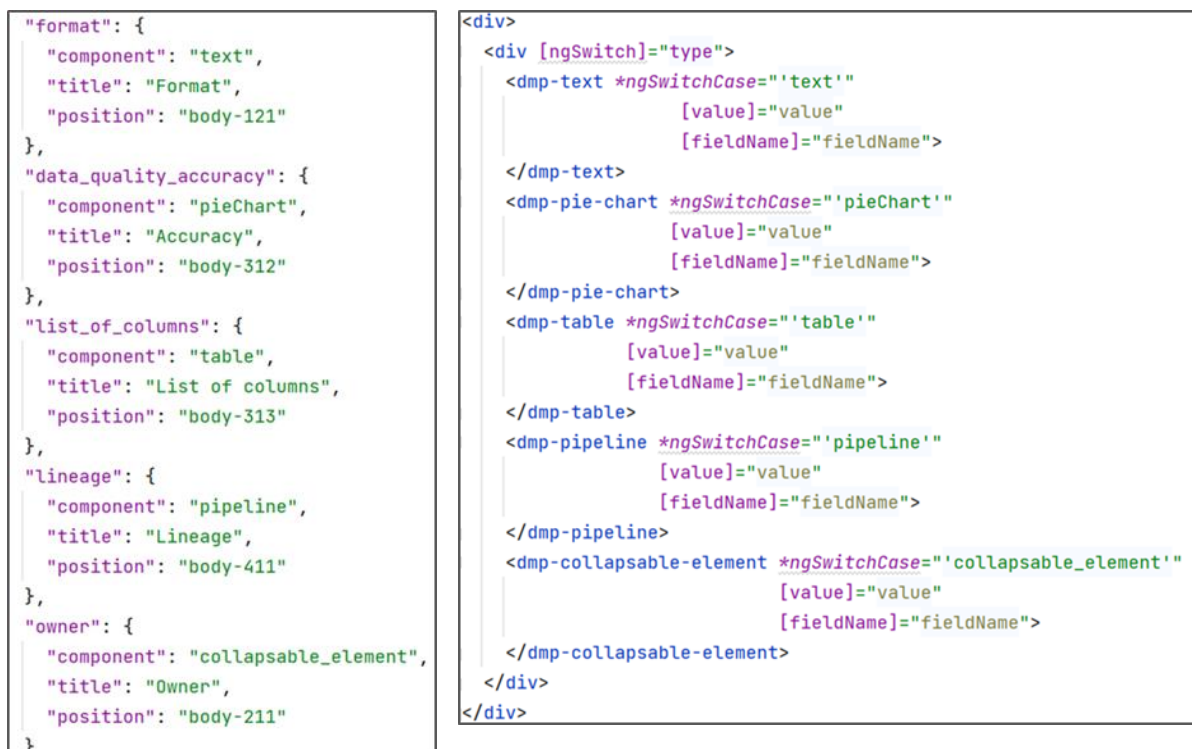 "format": {
"component": "text",
"title": "Format",
"position": "body-121"
},
"data_quality_accuracy": {
"component": "pieChart",
"title": "Accuracy",
"position": "body-312"
},
"list_of_columns": {
"component": "table",
"title": "List of columns",
"position": "body-313"
},
"lineage": {
"component": "pipeline",
"title": "Lineage",
"position": "body-411"
},
"owner": {
"component": "collapsable_element",
"title": "Owner",
"position": "body-211"
}
<div>
<div [ngSwitch]="type">
<dmp-text *ngSwitchCase="'text'"
[value]="value"
[fieldName]="fieldName">
</dmp-text>
<dmp-pie-chart *ngSwitchCase="'pieChart'"
[value]="value"
[fieldName]="fieldName">
</dmp-pie-chart>
<dmp-table *ngSwitchCase="'table'"
[value]="value"
[fieldName]="fieldName">
</dmp-table>
<dmp-pipeline *ngSwitchCase="'pipeline'"
[value]="value"
[fieldName]="fieldName">
</dmp-pipeline>
<dmp-collapsable-element *ngSwitchCase="'collapsable_element'"
[value]="value"
[fieldName]="fieldName">
</dmp-collapsable-element>
</div>
</div>